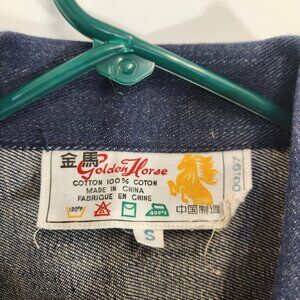 金馬 Golden Horse
COTTON 100% COTON
MADE IN CHINA
FABRIQUE EN CHINE
中国制造
S